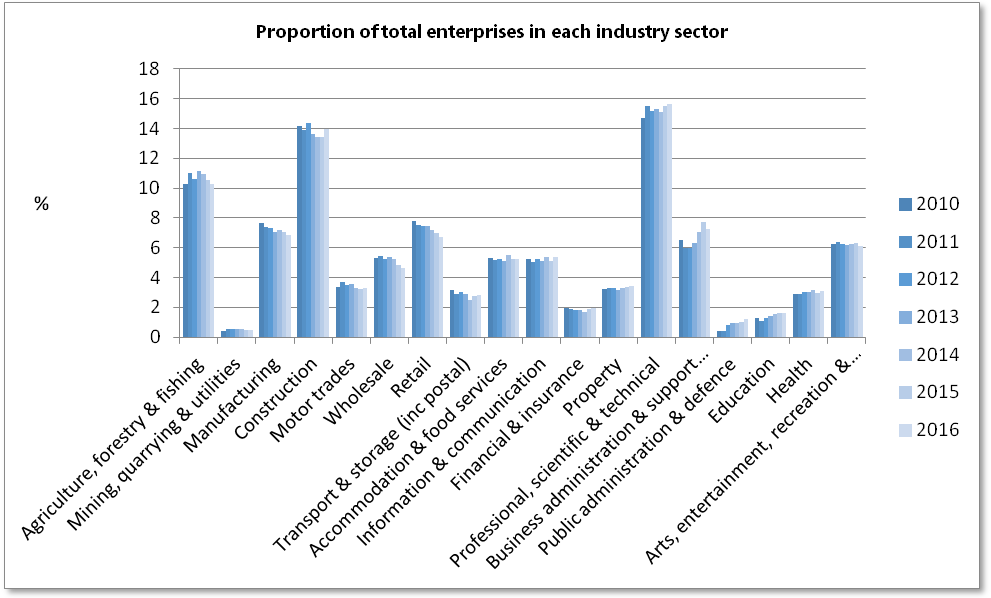 Proportion of total enterprises in each industry sector
18
16
14
12
10
8
6
4
2
0
%
Agriculture, forestry & fishing
Mining, quarrying & utilities
Manufacturing
Construction
Motor trades
Wholesale
Retail
Transport & storage (inc postal)
Accommodation & food services
Information & communication
Financial & insurance
Property
Professional, scientific & technical
Business administration & support...
Public administration & defence
Education
Health
Arts, entertainment, recreation &...
2010
2011
2012
2013
2014
2015
2016